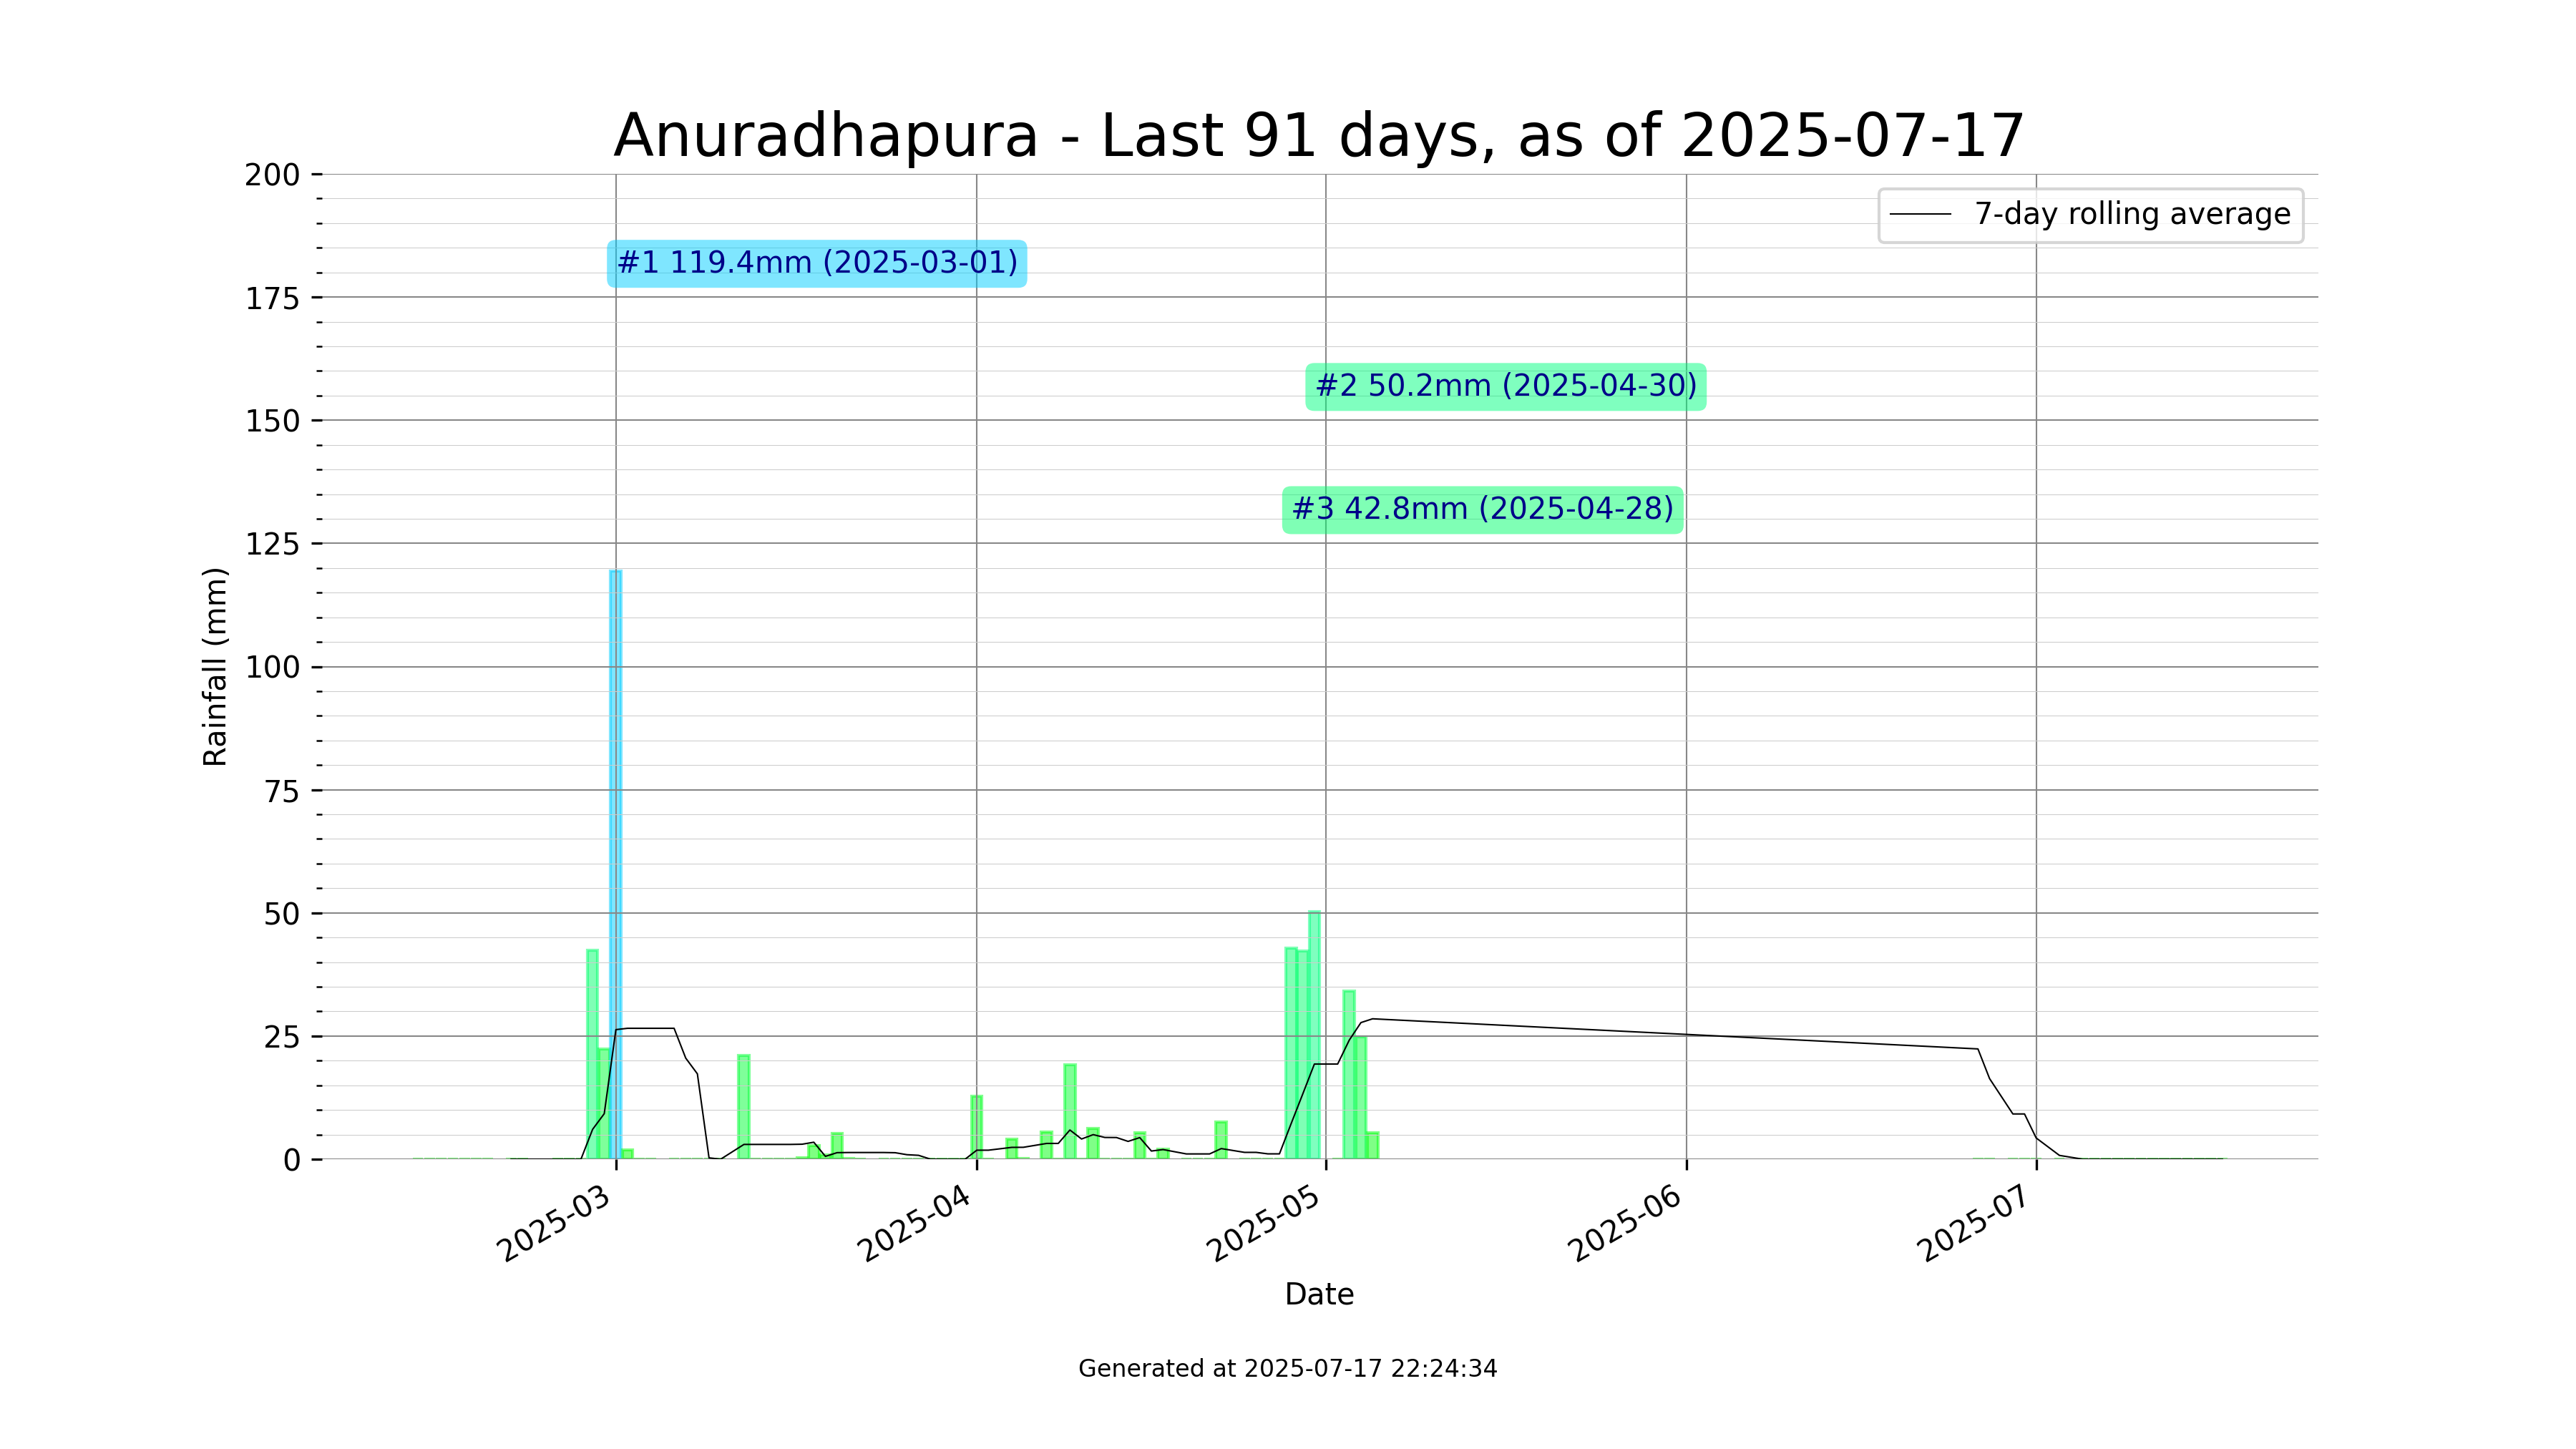 Anuradhapura - Last 91 days, as of 2025-07-17
200
175
150
125
100
75
50
25
0
Rainfall (mm)
7-day rolling average
#1 119.4mm (2025-03-01)
#2 50.2mm (2025-04-30)
#3 42.8mm (2025-04-28)
2025-03
2025-04
2025-05
2025-06
2025-07
Date
Generated at 2025-07-17 22:24:34